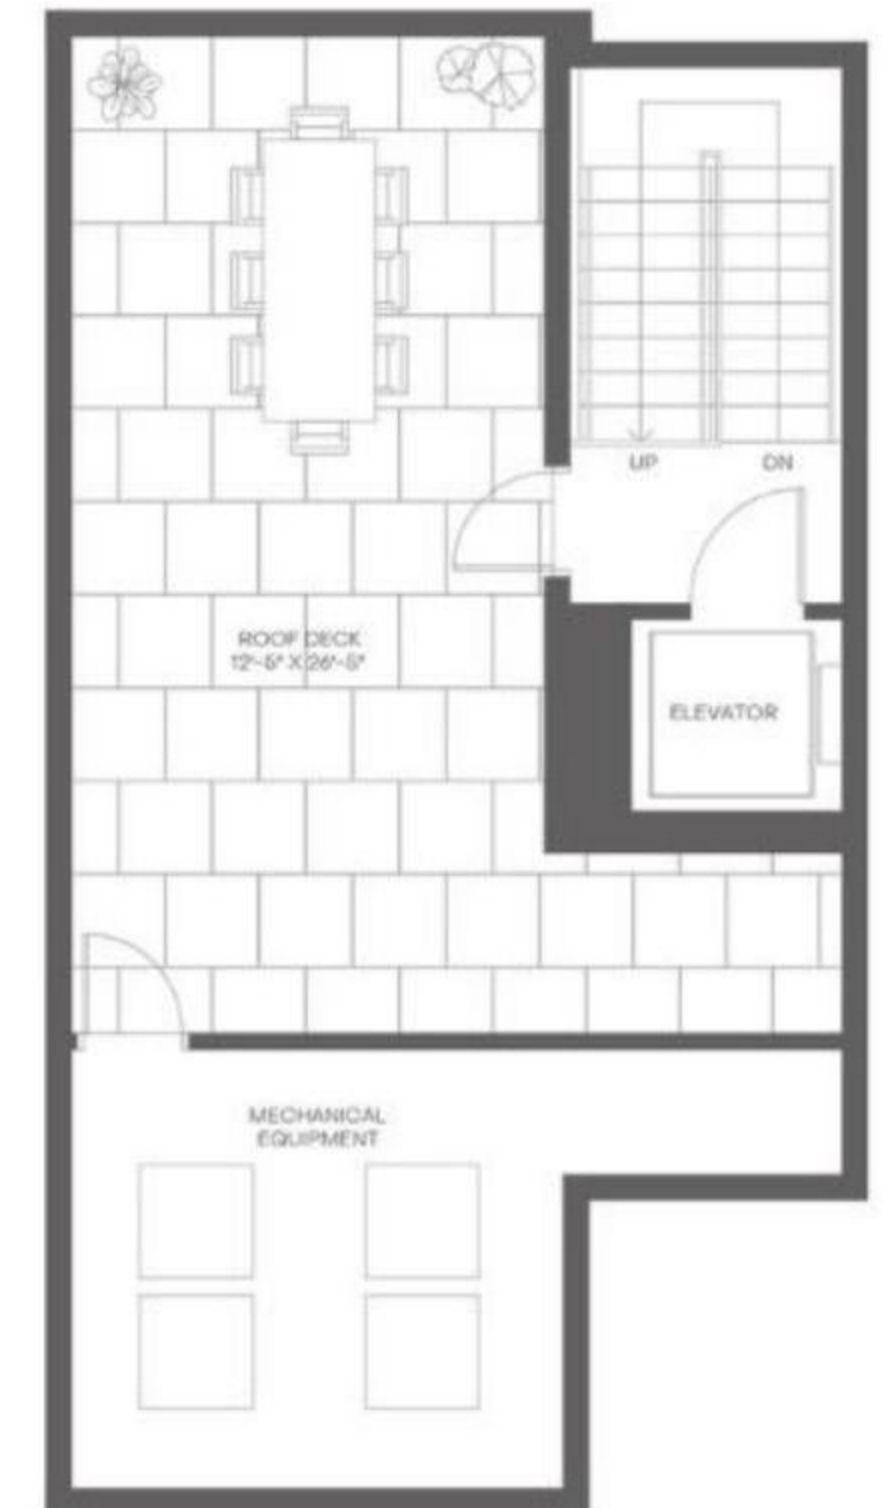 UP
DN
ROOF DECK
12'-5" X 26'-5"
ELEVATOR
MECHANICAL
EQUIPMENT